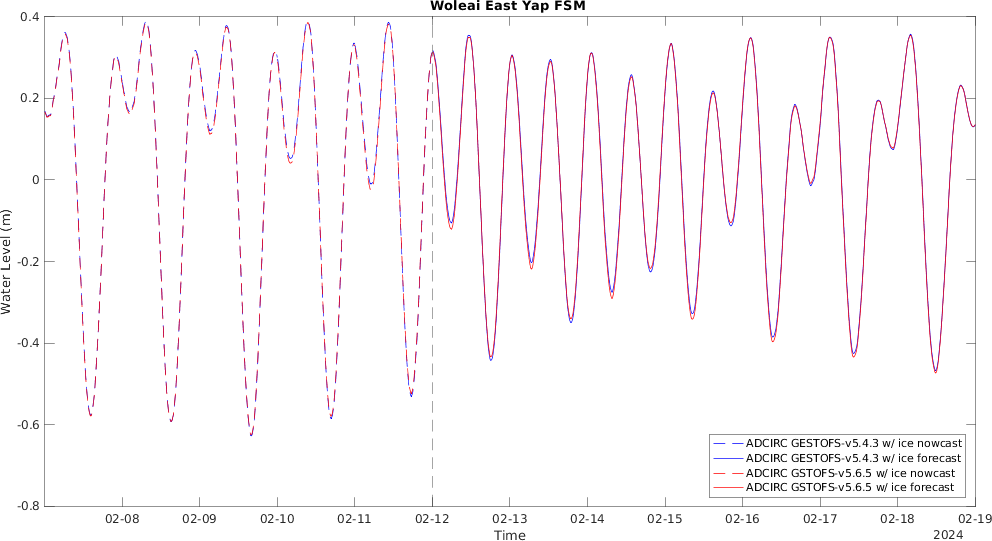 Woleai East Yap FSM
0.4
0.2
0
-0.2
-0.4
-0.6
-0.8
Water Level (m)
ADCIRC GESTOFS-v5.4.3 w/ ice nowcast
ADCIRC GESTOFS-v5.4.3 w/ ice forecast
ADCIRC GSTOFS-v5.6.5 w/ ice nowcast
ADCIRC GSTOFS-v5.6.5 w/ ice forecast
02-08 02-09 02-10 02-11 02-12 02-13 02-14 02-15 02-16 02-17 02-18 02-19
Time
2024